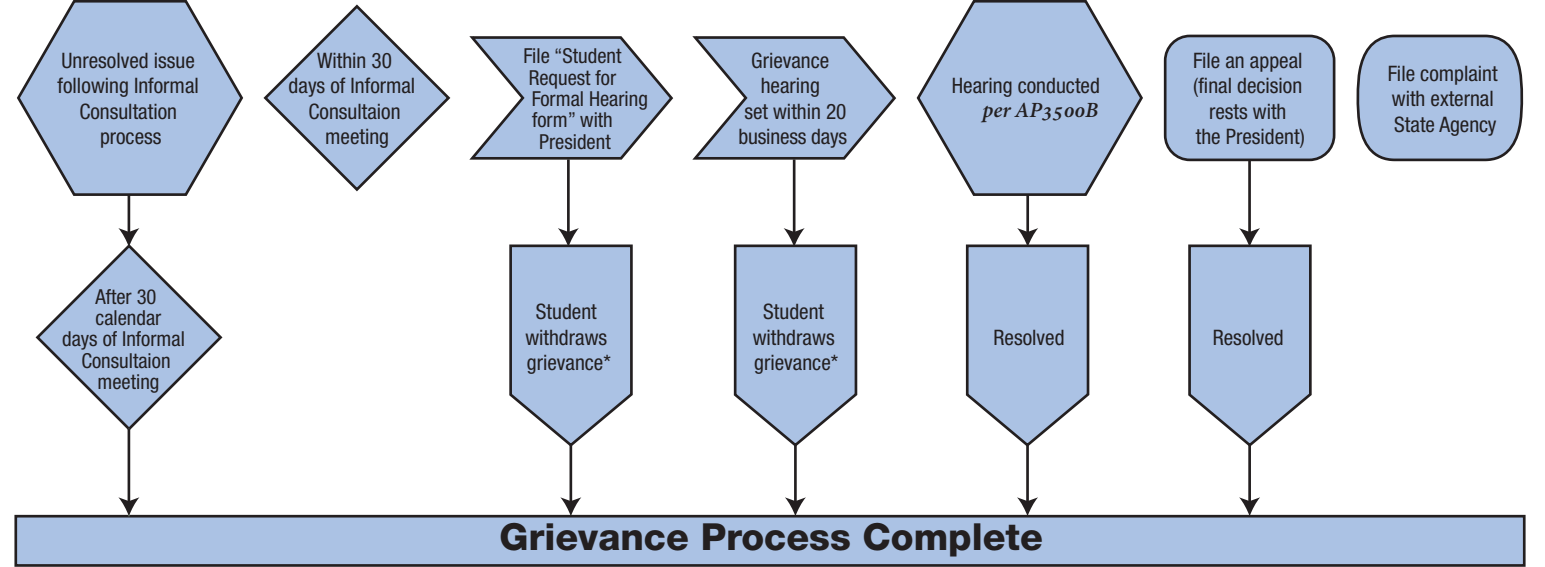 Unresolved issue
following Informal
Consultation
process
Within 30
days of Informal
Consultaion
meeting
File “Student
Request for
Formal Hearing
form” with
President
Grievance
hearing
set within 20
business days
Hearing conducted
per AP3500B
File an appeal
(final decision
rests with
the President)
File complaint
with external
State Agency
After 30
calendar
days of Informal
Consultaion
meeting
Student
withdraws
grievance*
Student
withdraws
grievance*
Resolved
Resolved
Grievance Process Complete